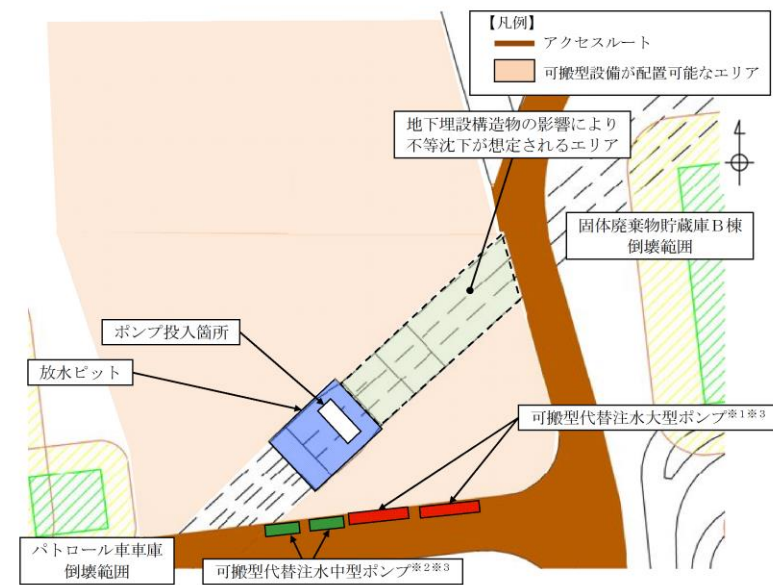 【凡例】
アクセスルート
可搬型設備が配置可能なエリア
地下埋設構造物の影響により
不等沈下が想定されるエリア
固体廃棄物貯蔵庫B棟
倒壊範囲
ポンプ投入箇所
放水ピット
可搬型代替注水大型ポンプ※1※3
パトロール車車庫
倒壊範囲
可搬型代替注水中型ポンプ※2※3